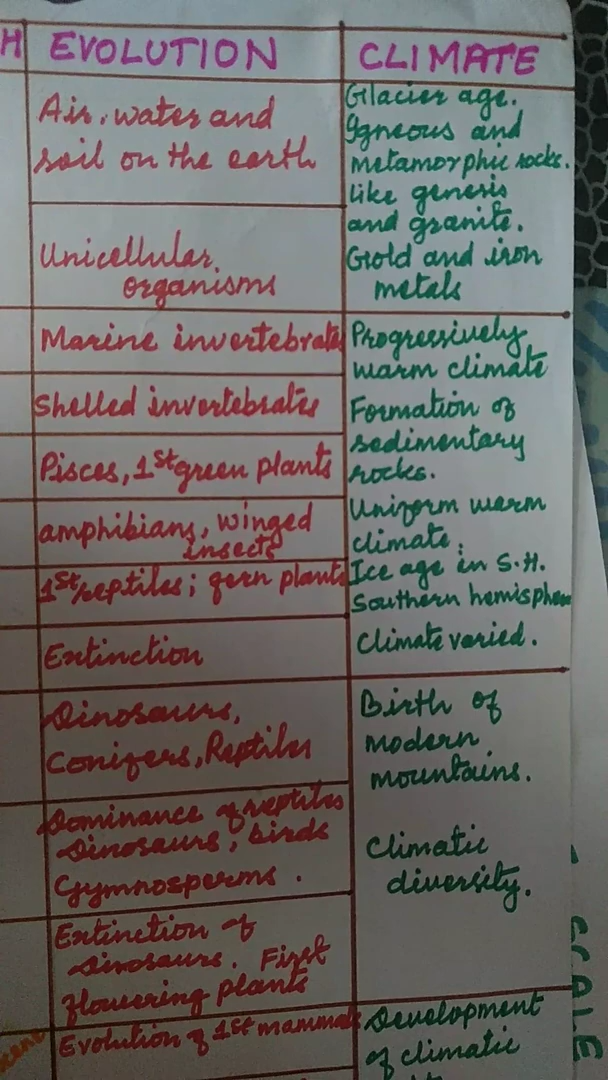 H
EVOLUTION
Air, water and
soil on the earth
Unicellular
organisms
Marine invertebrates
Shelled invertebrates
Pisces, 1st green plants
amphibians, winged
insects
1st reptiles; fern plants
Extinction
Dinosaurs,
Conifers, Reptiles
Dominance of reptiles
Dinosaurs, birds
Gymnosperms.
Extinction of
dinosaurs. First
flowering plants
Evolution of 1st mammals
CLIMATE
Glacier age.
Igneous and
metamorphic rocks.
like genesis
and granite.
Gold and iron
metals
Progressively
warm climate
Formation of
sedimentary
rocks.
Uniform warm
climate.
Ice age in S.H.
Southern hemisphere
Climate varied.
Birth of
modern
mountains.
Climatic
diversity.
Development
of climatic
SCALE